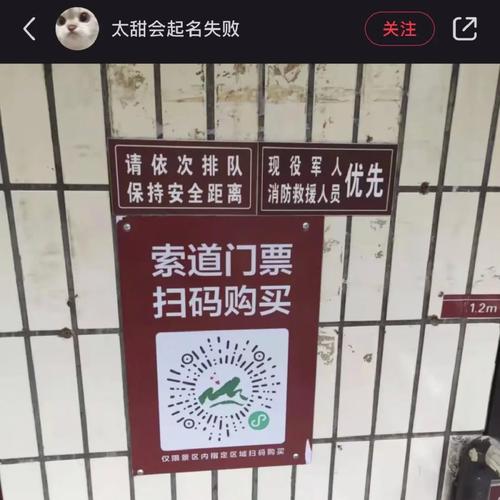 太甜会起名失败
关注
请依次排队
保持安全距离
现役军人
消防救援人员
优先
索道门票
扫码购买
仅限景区内指定区域扫码购买
1.2m